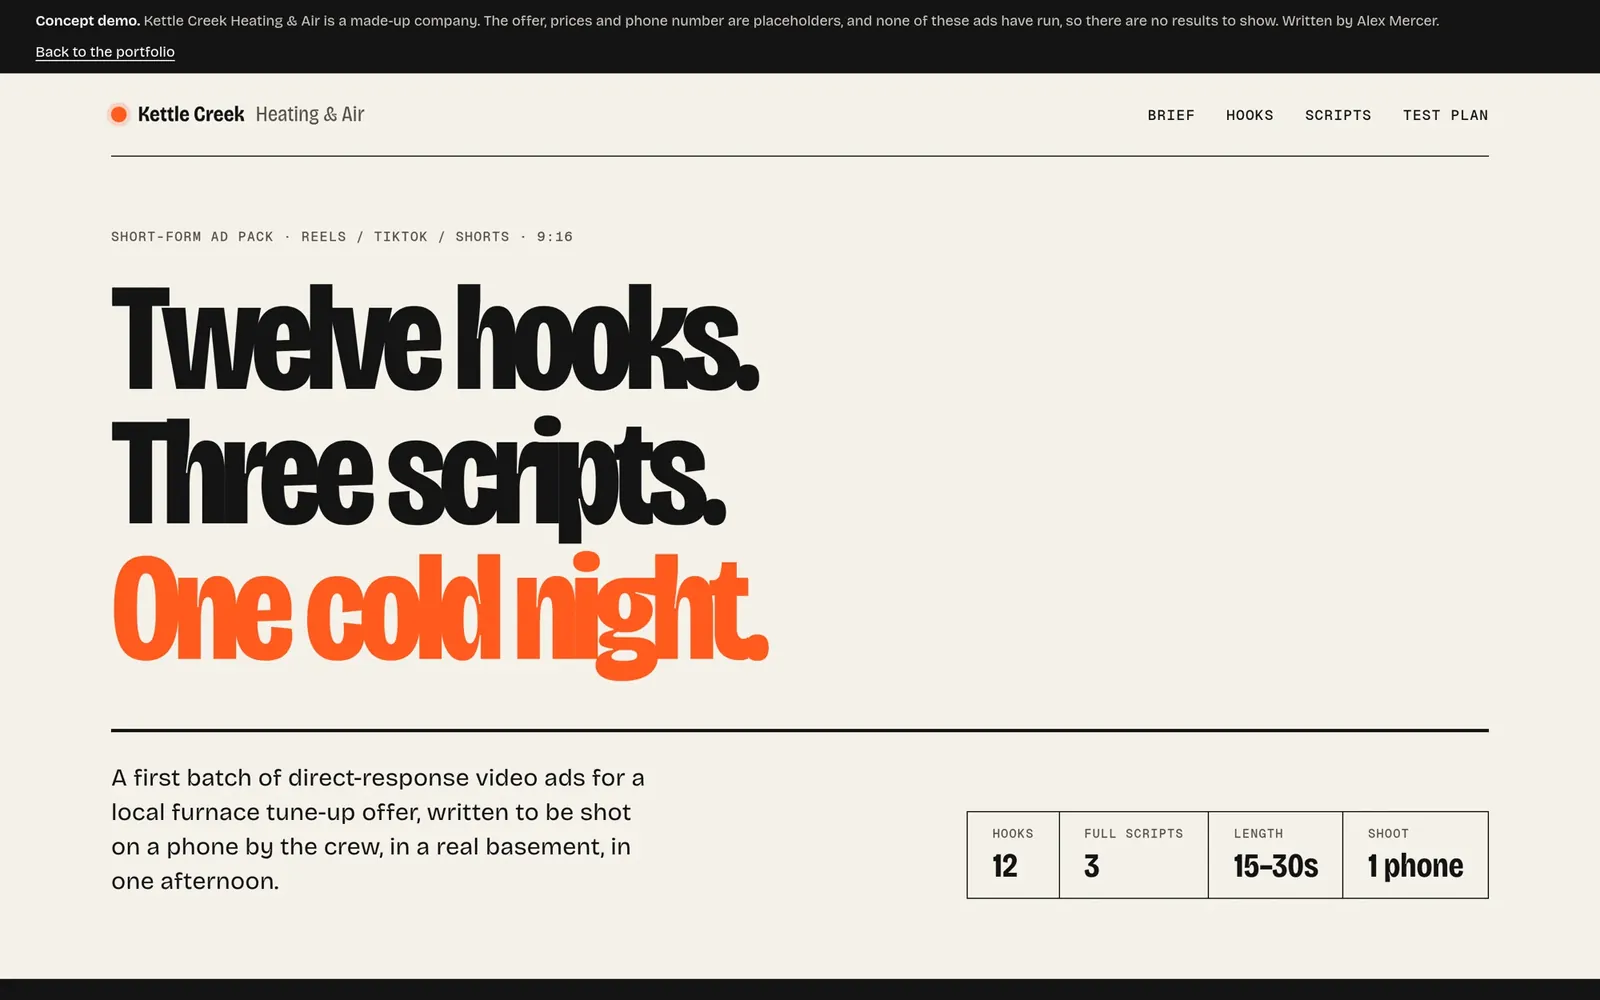 Concept demo. Kettle Creek Heating & Air is a made-up company. The offer, prices and phone number are placeholders, and none of these ads have run, so there are no results to show. Written by Alex Mercer.
Back to the portfolio
Kettle Creek Heating & Air
BRIEF HOOKS SCRIPTS TEST PLAN
SHORT-FORM AD PACK · REELS / TIKTOK / SHORTS · 9:16
Twelve hooks.
Three scripts.
One cold night.
A first batch of direct-response video ads for a
local furnace tune-up offer, written to be shot
on a phone by the crew, in a real basement, in
one afternoon.
HOOKS
12
FULL SCRIPTS
3
LENGTH
15–30s
SHOOT
1 phone